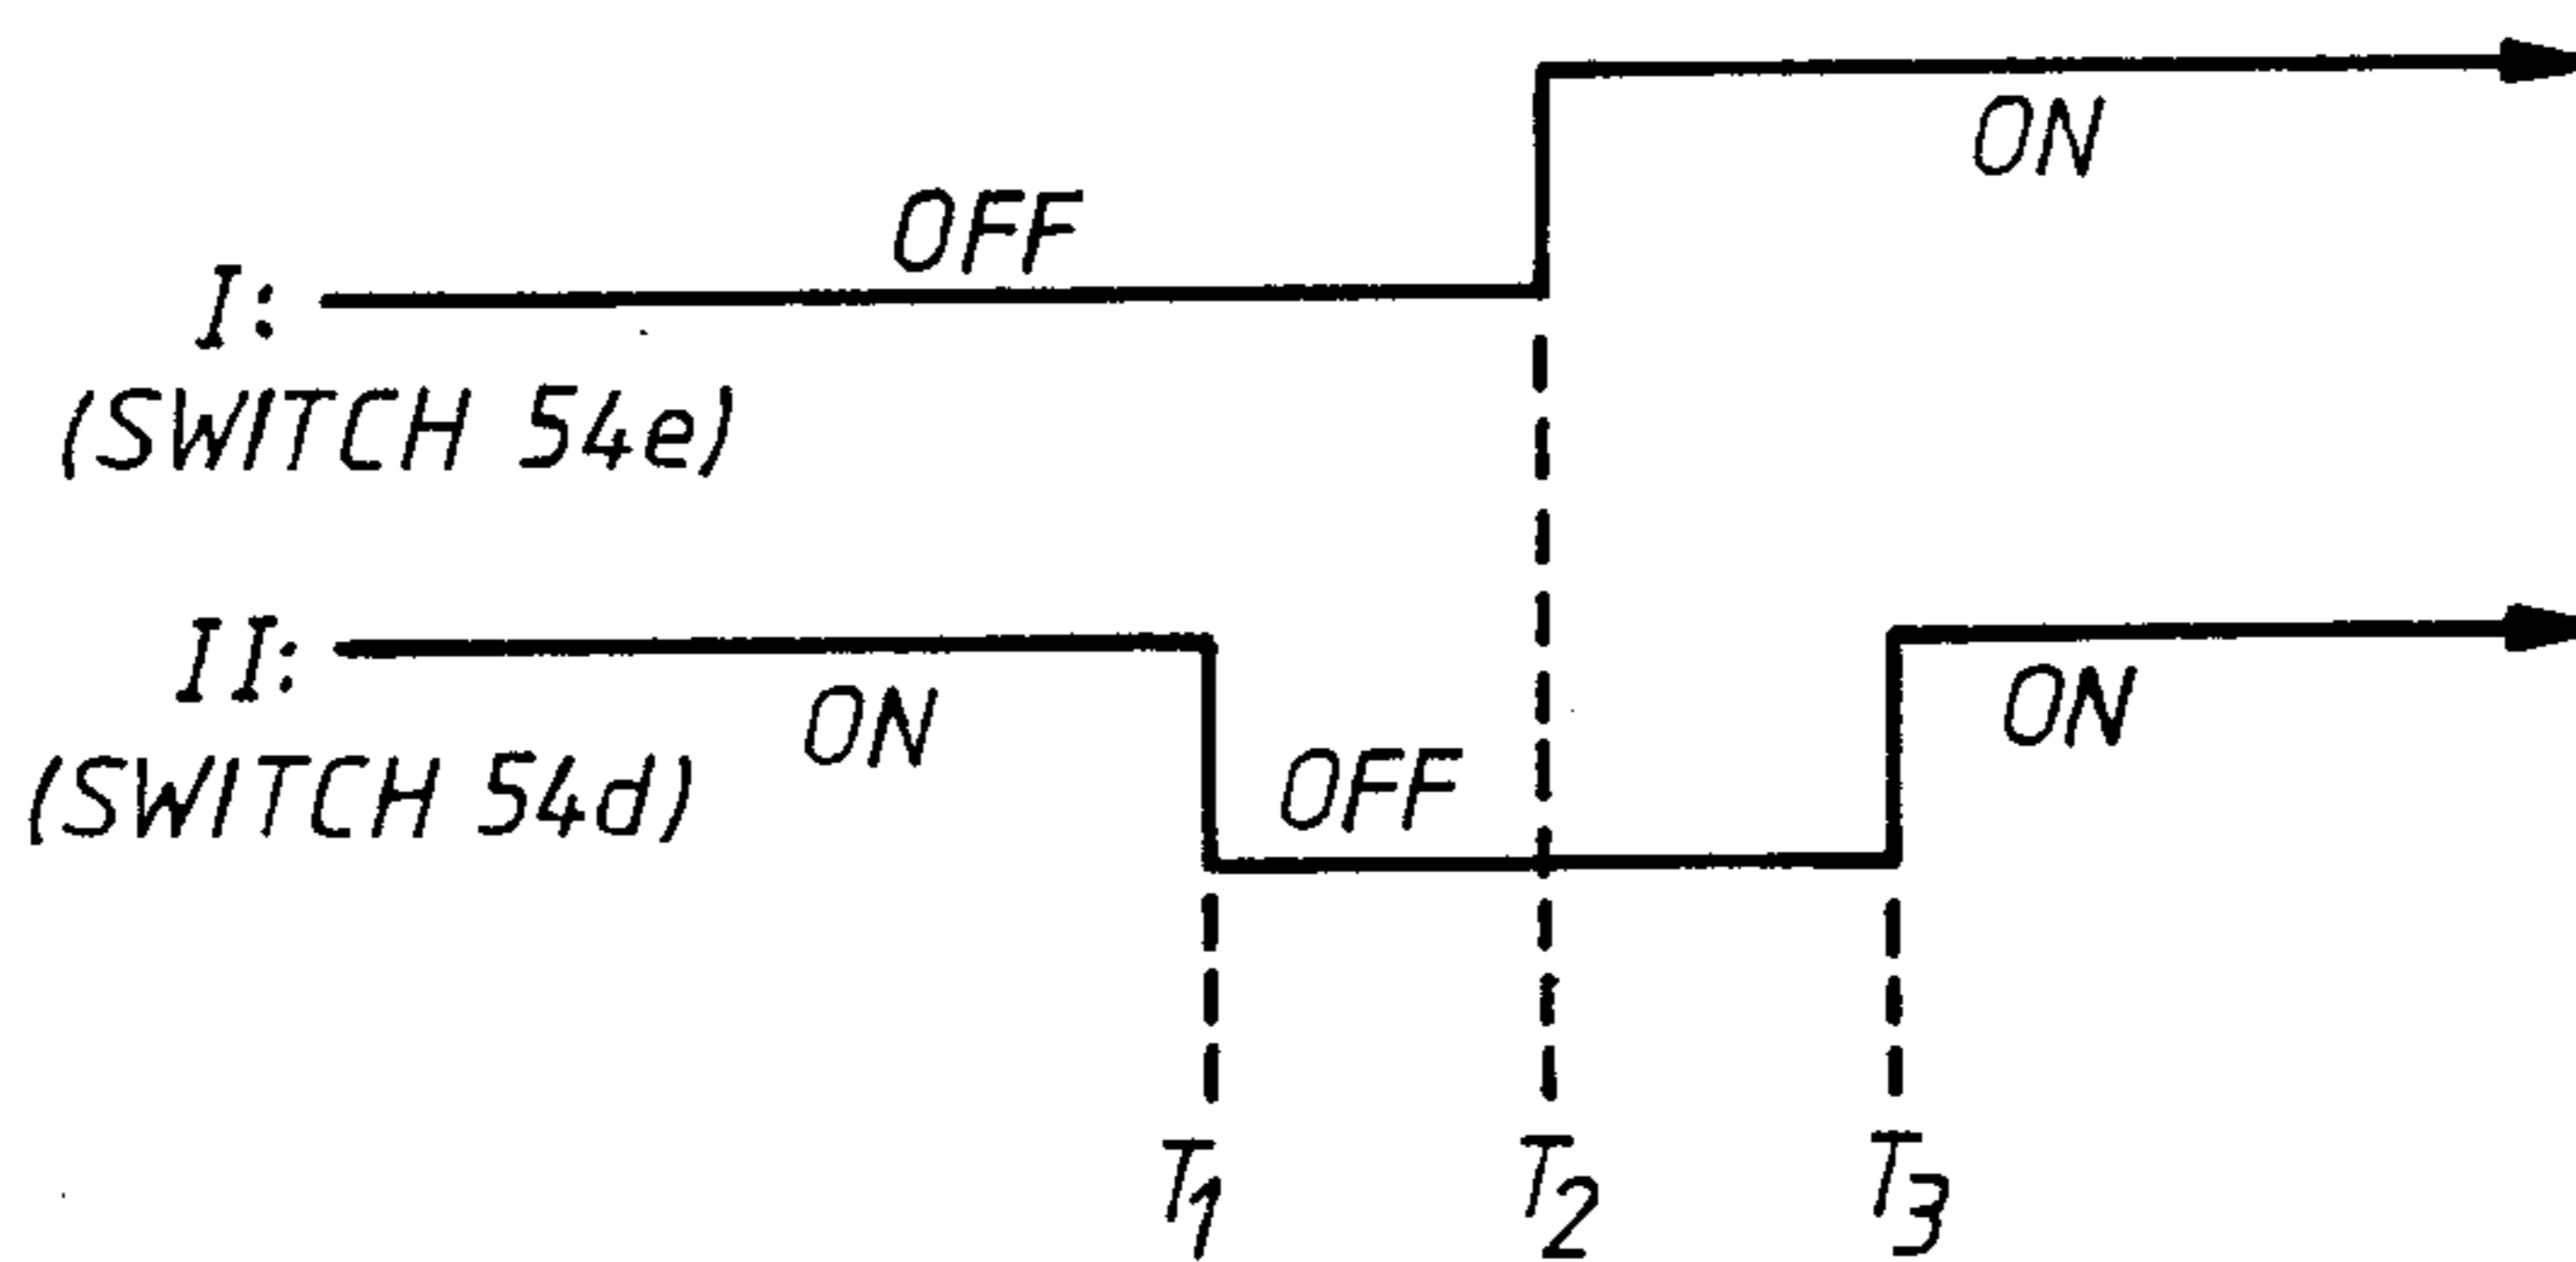 ON
OFF
I:
(SWITCH 54e)
II:
ON
ON
(SWITCH 54d)
OFF
T1 T2 T3